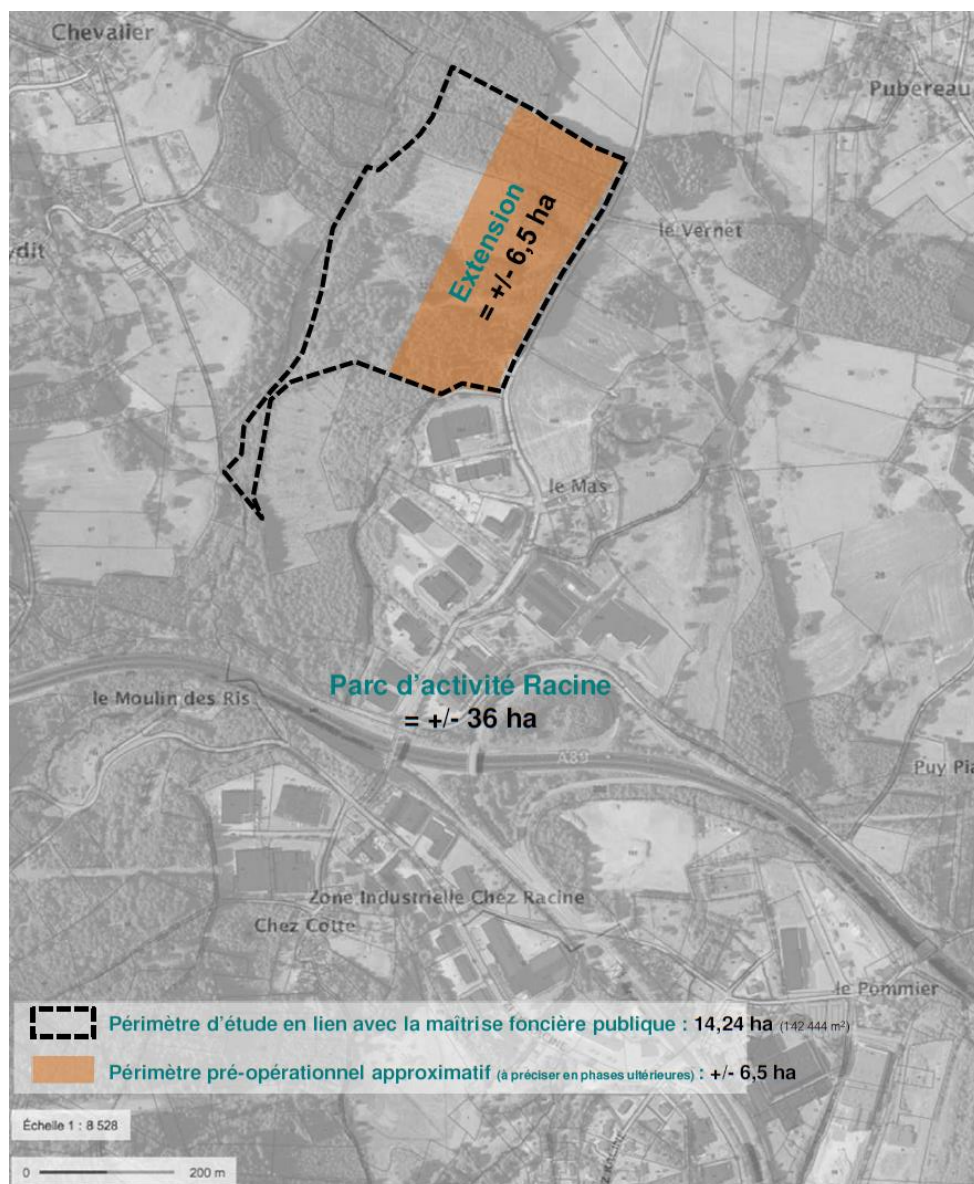 Chevalier
Pubereau
le Vernet
ydit
Extension
= +/- 6,5 ha
le Mas
Parc d'activité Racine
= +/- 36 ha
le Moulin des Ris
A89
Puy Pia
Zone Industrielle Chez Racine
Chez Cotte
le Pommier
Périmètre d'étude en lien avec la maîtrise foncière publique : 14,24 ha (142 444 m²)
Périmètre pré-opérationnel approximatif (à préciser en phases ultérieures) : +/- 6,5 ha
Échelle 1 : 8 528
0 200 m